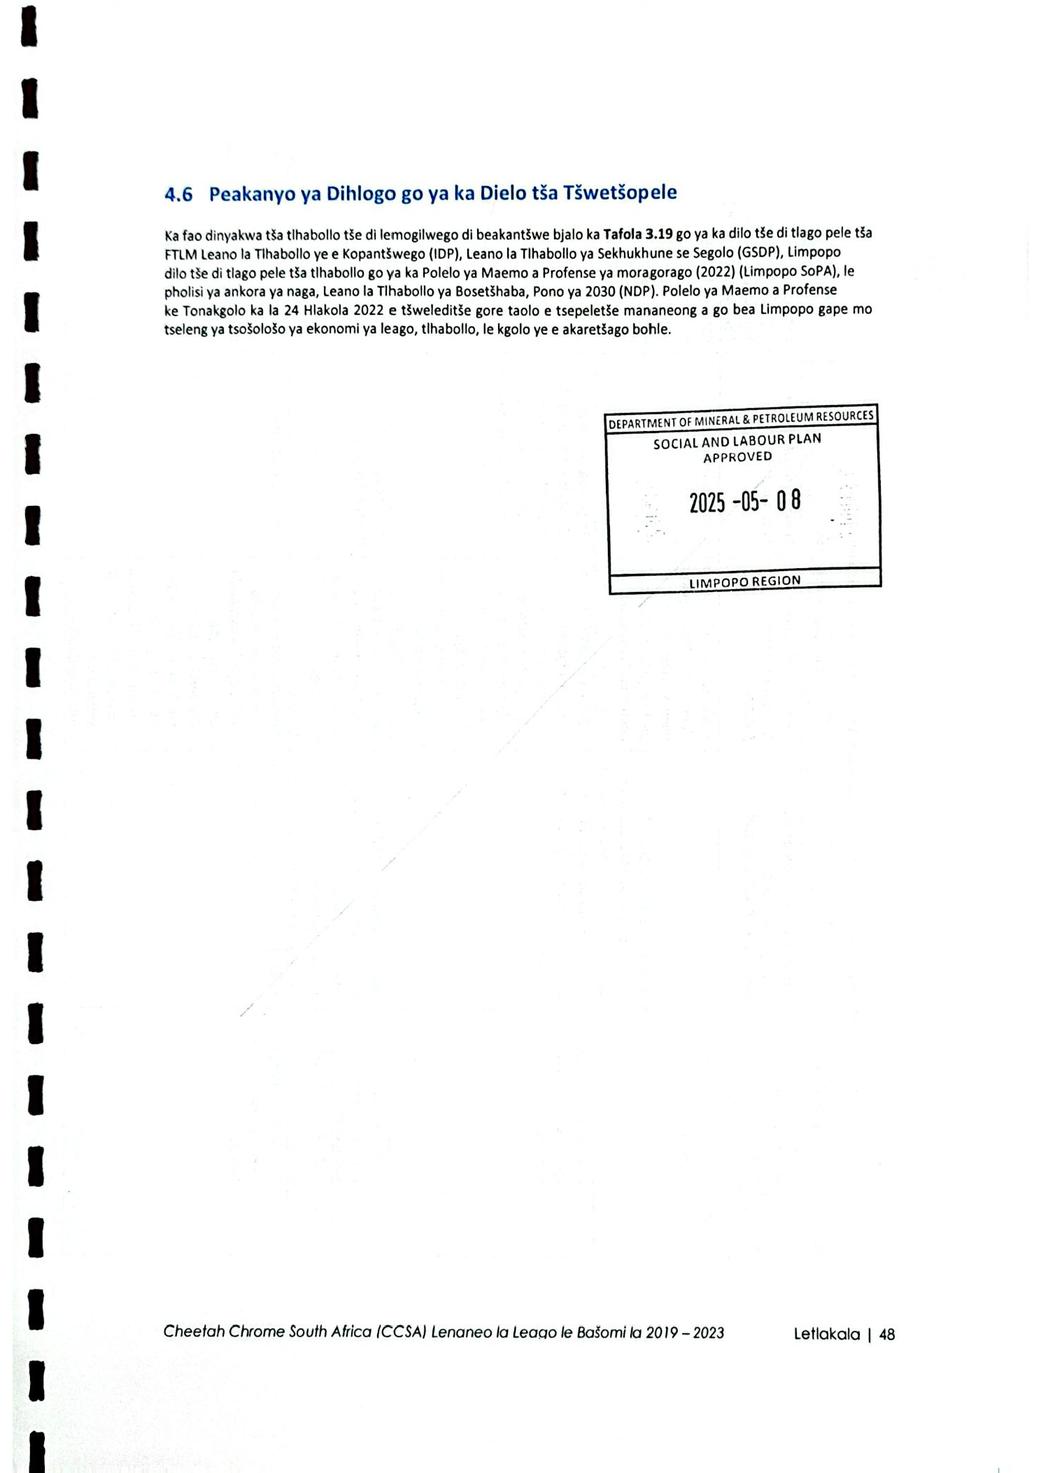 4.6 Peakanyo ya Dihlogo go ya ka Dielo tša Tšwetšopele
Ka fao dinyakwa tša tlhabollo tše di lemogilwego di beakantšwe bjalo ka Tafola 3.19 go ya ka dilo tše di tlago pele tša
FTLM Leano la Tlhabollo ye e Kopantšwego (IDP), Leano la Tlhabollo ya Sekhukhune se Segolo (GSDP), Limpopo
dilo tše di tlago pele tša tlhabollo go ya ka Polelo ya Maemo a Profense ya moragorago (2022) (Limpopo SoPA), le
pholisi ya ankora ya naga, Leano la Tlhabollo ya Bosetšhaba, Pono ya 2030 (NDP). Polelo ya Maemo a Profense
ke Tonakgolo ka la 24 Hlakola 2022 e tšweleditše gore taolo e tsepeletše mananeong a go bea Limpopo gape mo
tseleng ya tsošološo ya ekonomi ya leago, tlhabollo, le kgolo ye e akaretšago bohle.
DEPARTMENT OF MINERAL & PETROLEUM RESOURCES
SOCIAL AND LABOUR PLAN
APPROVED
2025 -05- 08
LIMPOPO REGION
Cheetah Chrome South Africa (CCSA) Lenaneo la Leago le Bašomi la 2019 – 2023 Letlakala | 48